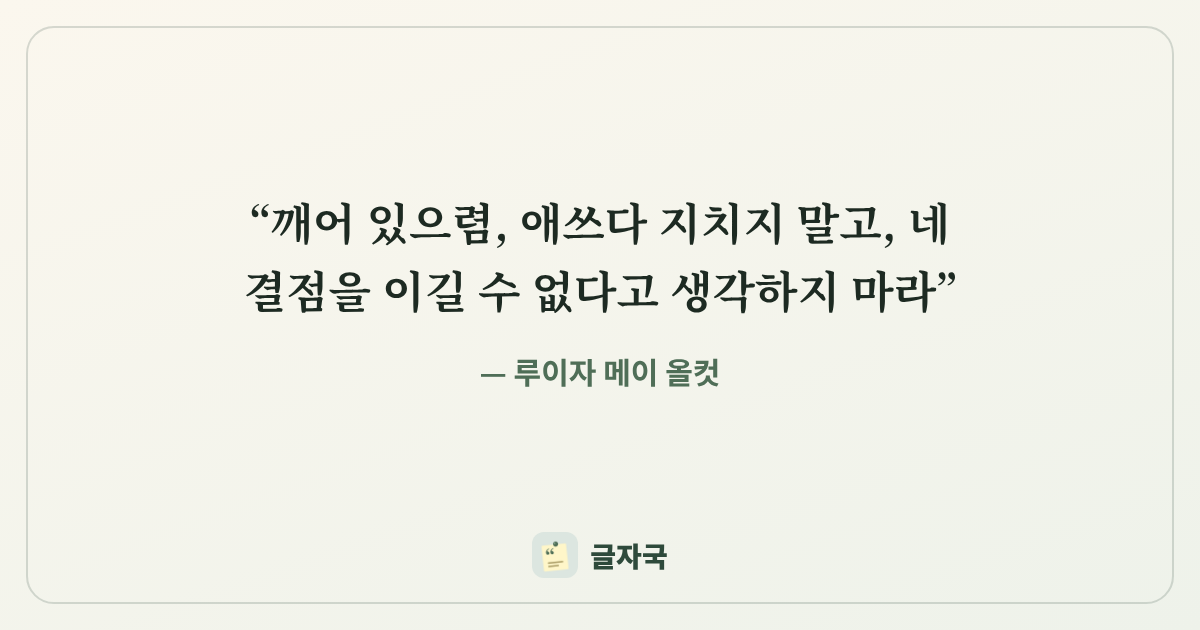 “깨어 있으렴, 애쓰다 지치지 말고, 네
결점을 이길 수 없다고 생각하지 마라”
— 루이자 메이 올컷
글자국